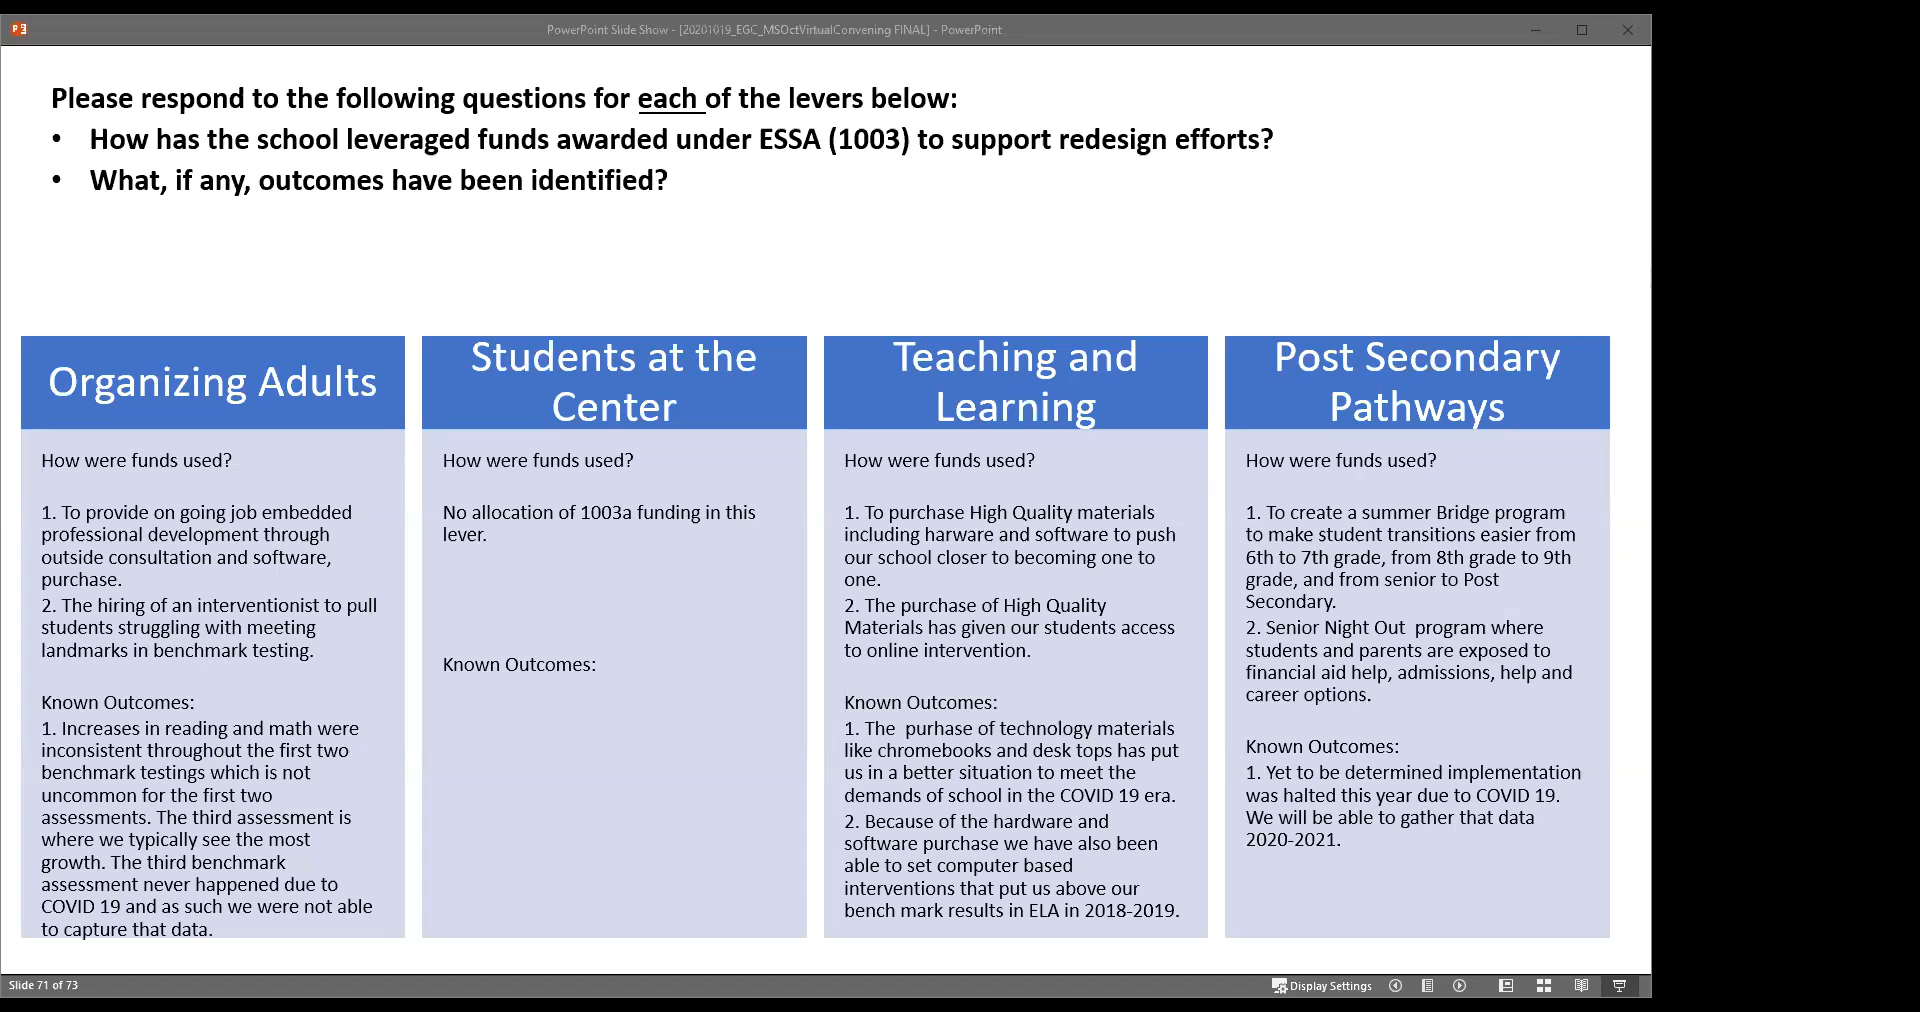 PowerPoint Slide Show - [20201019_EGC_MSOctVirtualConvening FINAL] - PowerPoint
Please respond to the following questions for each of the levers below:
• How has the school leveraged funds awarded under ESSA (1003) to support redesign efforts?
• What, if any, outcomes have been identified?
Organizing Adults
How were funds used?
1. To provide on going job embedded
professional development through
outside consultation and software,
purchase.
2. The hiring of an interventionist to pull
students struggling with meeting
landmarks in benchmark testing.
Known Outcomes:
1. Increases in reading and math were
inconsistent throughout the first two
benchmark testings which is not
uncommon for the first two
assessments. The third assessment is
where we typically see the most
growth. The third benchmark
assessment never happened due to
COVID 19 and as such we were not able
to capture that data.
Students at the
Center
How were funds used?
No allocation of 1003a funding in this
lever.
Known Outcomes:
Teaching and
Learning
How were funds used?
1. To purchase High Quality materials
including harware and software to push
our school closer to becoming one to
one.
2. The purchase of High Quality
Materials has given our students access
to online intervention.
Known Outcomes:
1. The  purhase of technology materials
like chromebooks and desk tops has put
us in a better situation to meet the
demands of school in the COVID 19 era.
2. Because of the hardware and
software purchase we have also been
able to set computer based
interventions that put us above our
bench mark results in ELA in 2018-2019.
Post Secondary
Pathways
How were funds used?
1. To create a summer Bridge program
to make student transitions easier from
6th to 7th grade, from 8th grade to 9th
grade, and from senior to Post
Secondary.
2. Senior Night Out  program where
students and parents are exposed to
financial aid help, admissions, help and
career options.
Known Outcomes:
1. Yet to be determined implementation
was halted this year due to COVID 19.
We will be able to gather that data
2020-2021.
Slide 71 of 73
Display Settings